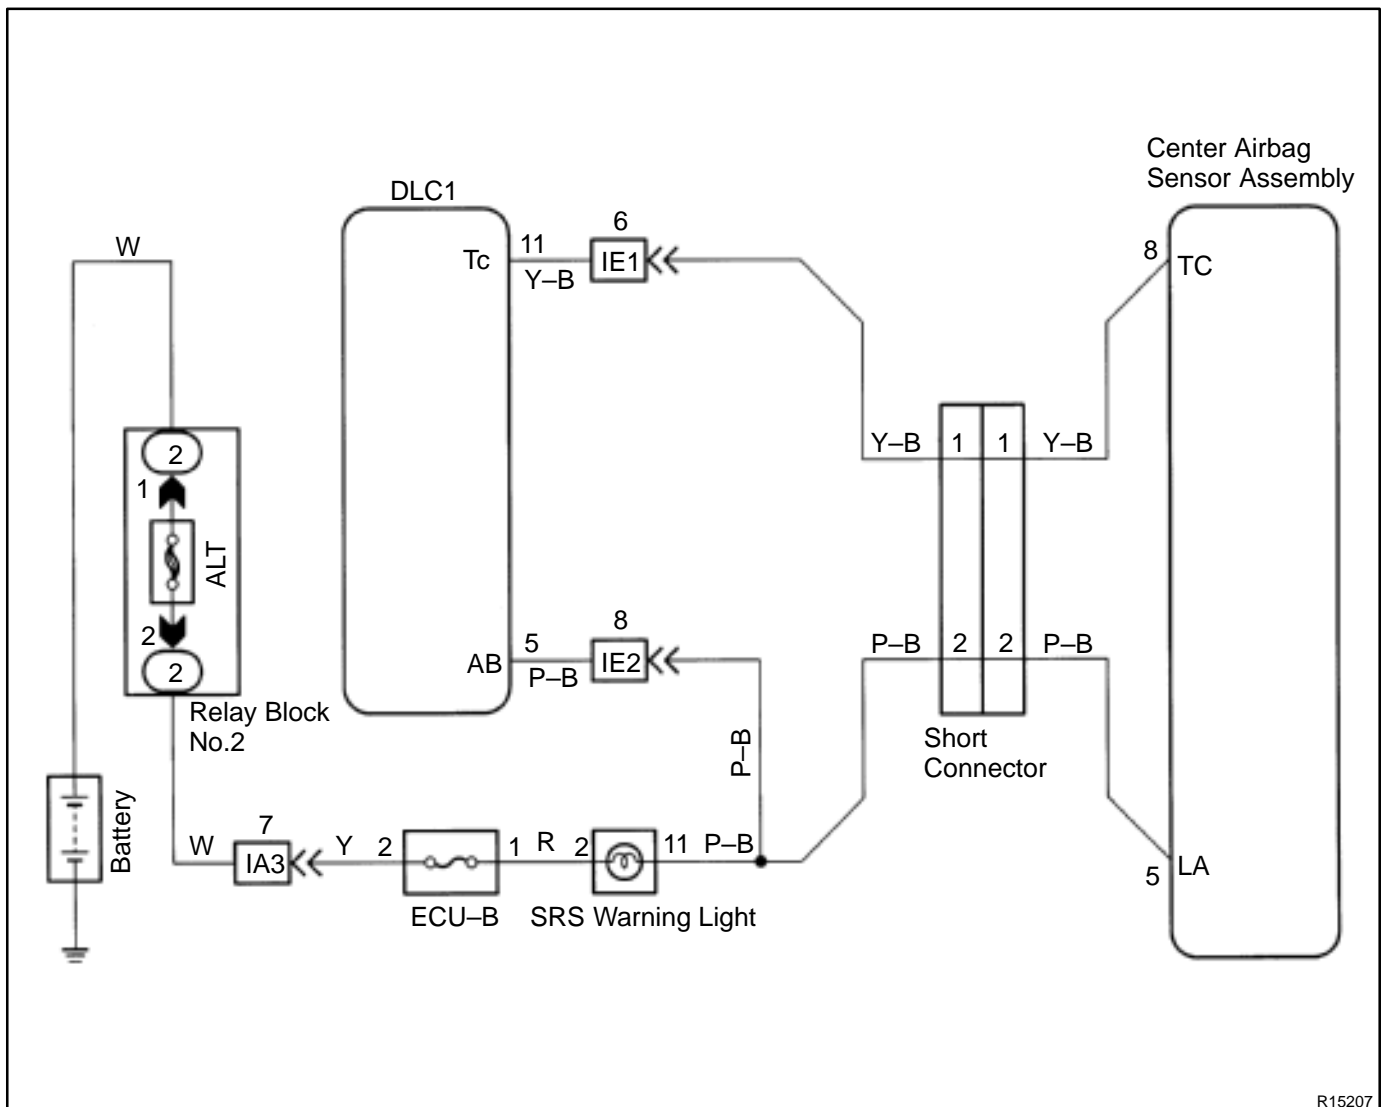 Center Airbag
Sensor Assembly
DLC1
W
Tc
11
Y–B
6
IE1
8
TC
2
1
ALT
2
2
Relay Block
No.2
Y–B
1
1
Y–B
AB
5
P–B
8
IE2
P–B
2
2
P–B
P–B
Short
Connector
Battery
W
7
IA3
Y
2
1
R
2
11
P–B
ECU–B
SRS Warning Light
5
LA
R15207